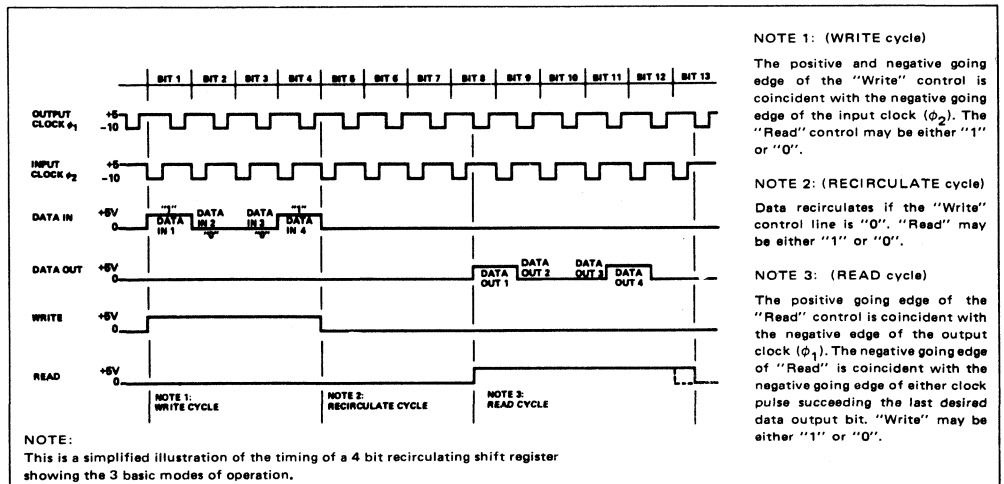 BIT 1 BIT 2 BIT 3 BIT 4 BIT 5 BIT 6 BIT 7 BIT 8 BIT 9 BIT 10 BIT 11 BIT 12 BIT 13
OUTPUT +5
CLOCK ϕ1 −10
INPUT +5
CLOCK ϕ2 −10
DATA IN +5V
0
"1"
DATA
IN 1
DATA
IN 2
"0"
DATA
IN 3
"0"
"1"
DATA
IN 4
DATA OUT +5V
0
DATA
OUT 1
DATA
OUT 2
DATA
OUT 3
DATA
OUT 4
WRITE +5V
0
READ +5V
0
NOTE 1:
WRITE CYCLE
NOTE 2:
RECIRCULATE CYCLE
NOTE 3:
READ CYCLE
NOTE:
This is a simplified illustration of the timing of a 4 bit recirculating shift register
showing the 3 basic modes of operation.
NOTE 1: (WRITE cycle)
The positive and negative going
edge of the "Write" control is
coincident with the negative going
edge of the input clock (ϕ2). The
"Read" control may be either "1"
or "0".
NOTE 2: (RECIRCULATE cycle)
Data recirculates if the "Write"
control line is "0". "Read" may
be either "1" or "0".
NOTE 3: (READ cycle)
The positive going edge of the
"Read" control is coincident with
the negative edge of the output
clock (ϕ1). The negative going edge
of "Read" is coincident with the
negative going edge of either clock
pulse succeeding the last desired
data output bit. "Write" may be
either "1" or "0".